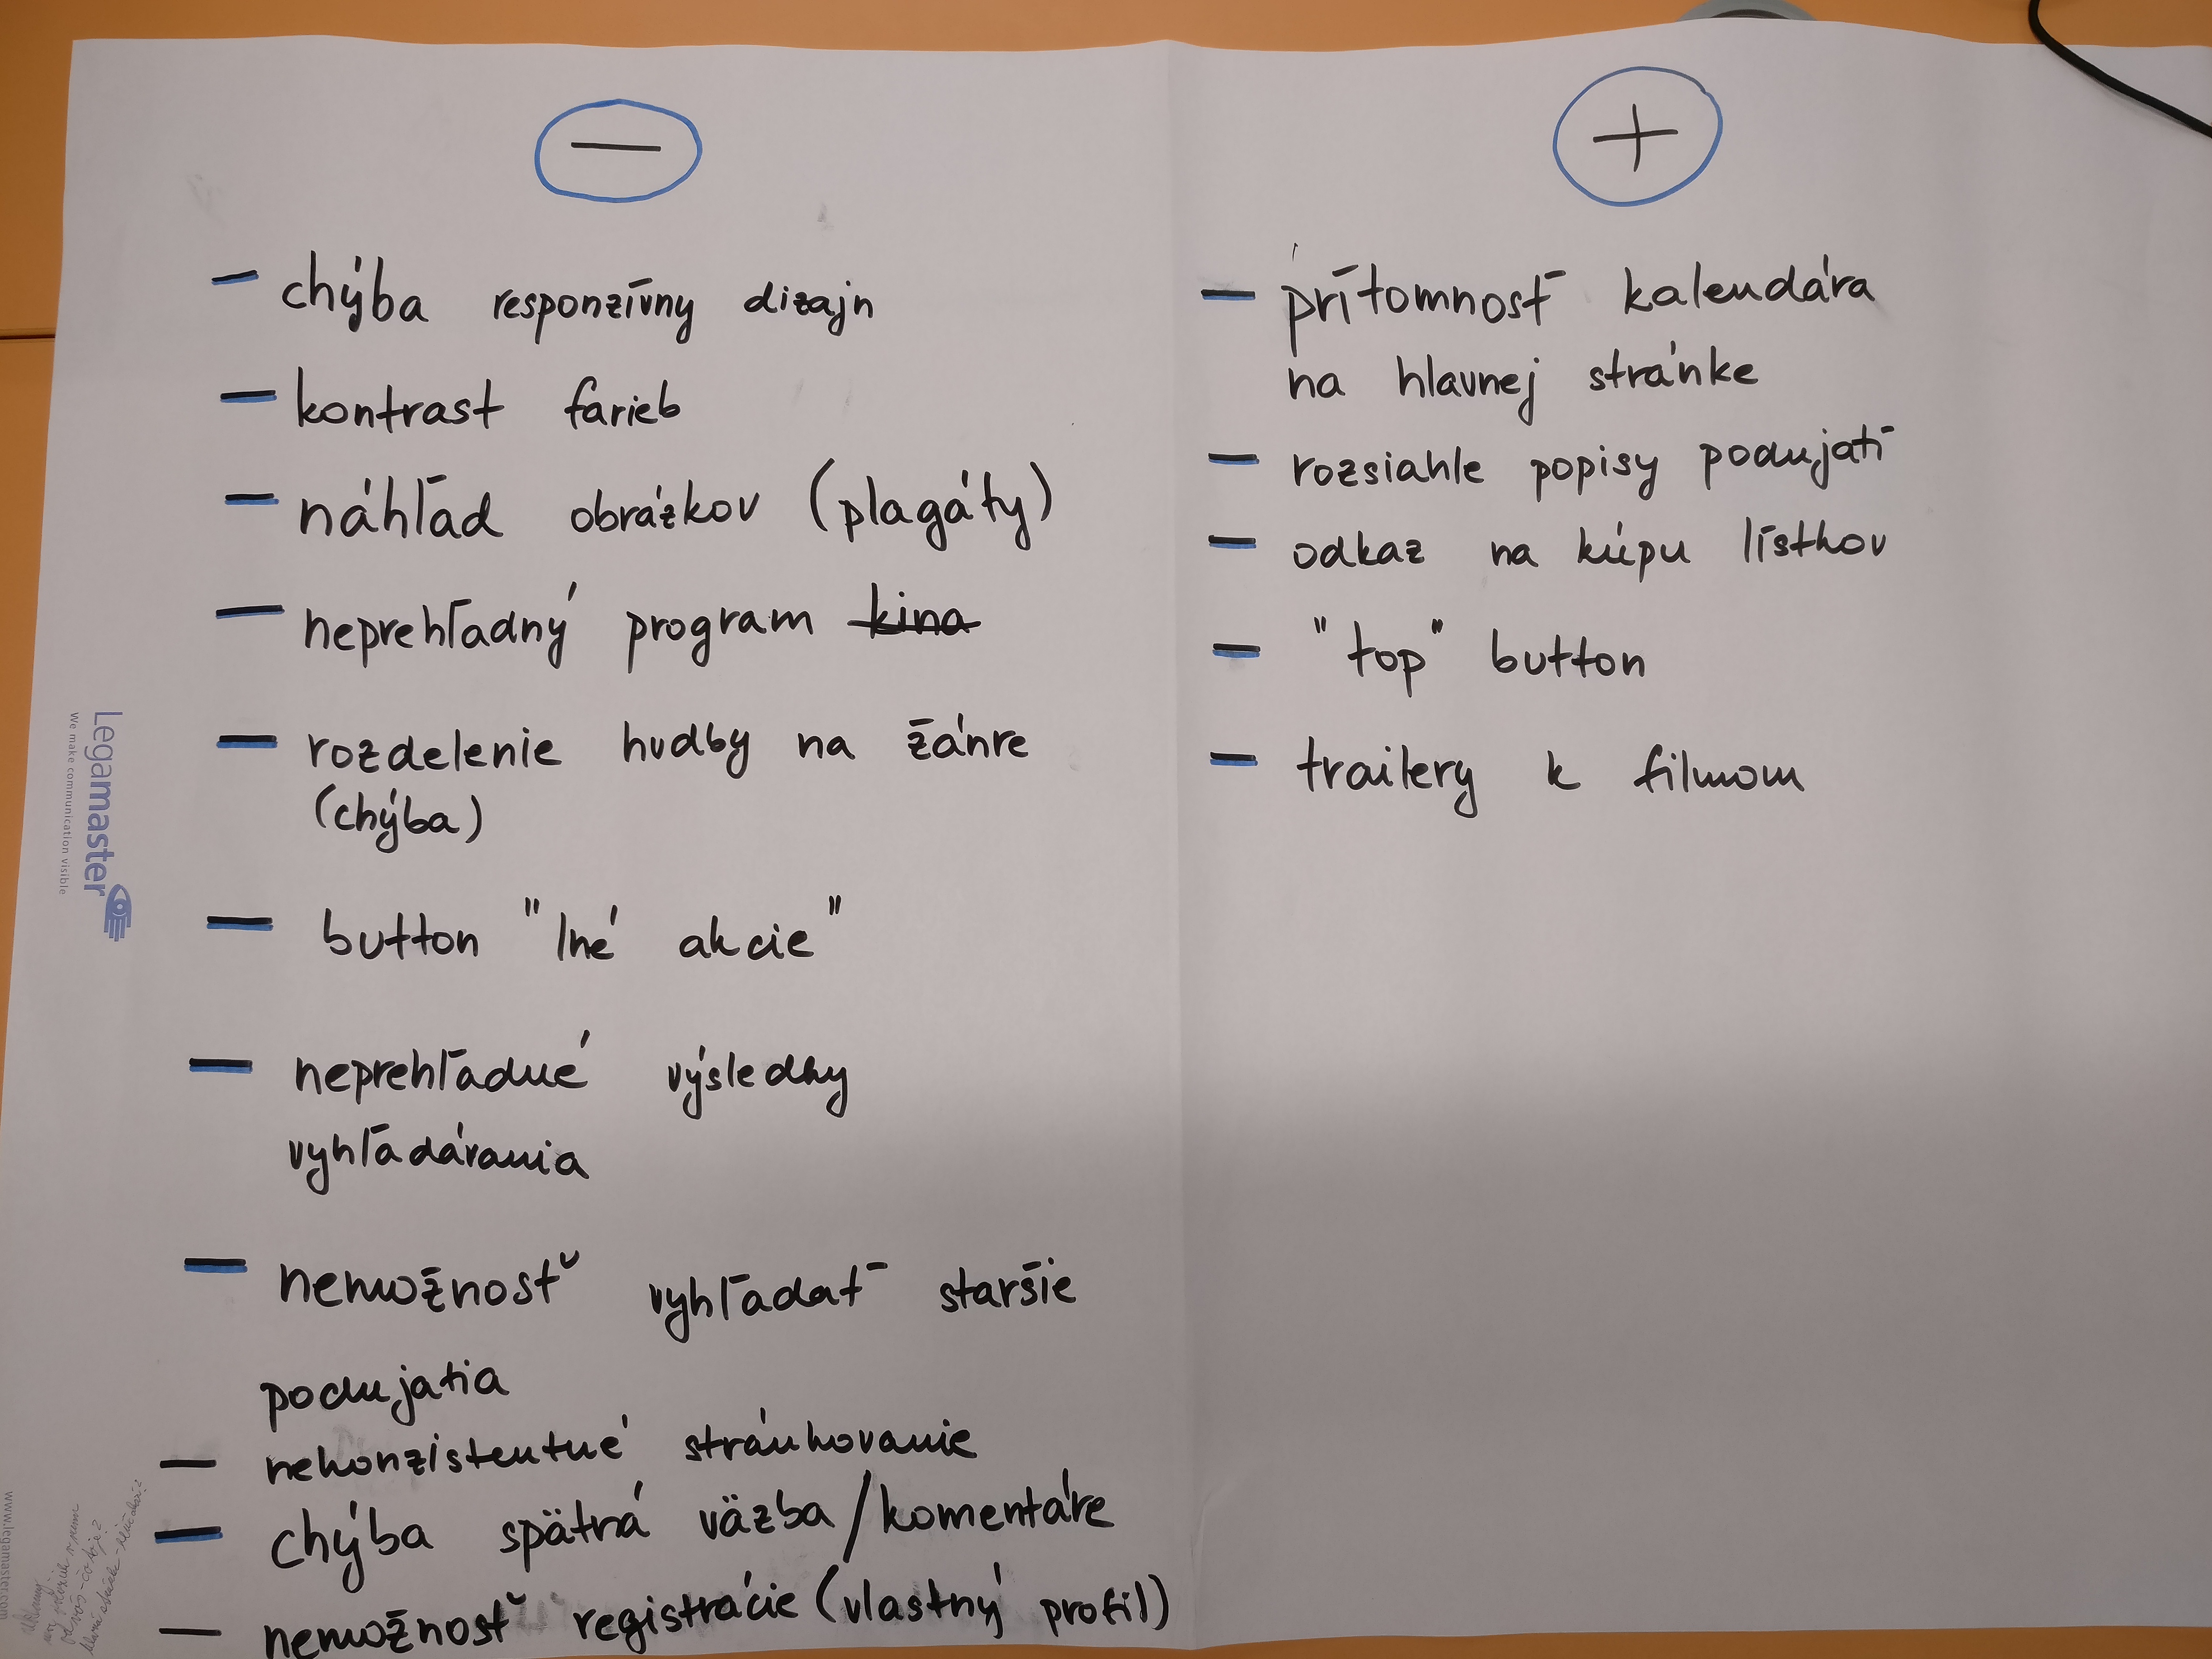 —
— chýba responzívny dizajn
— kontrast farieb
— náhľad obrázkov (plagáty)
— neprehľadný program ~~kina~~
— rozdelenie hudby na žánre
(chýba)
— button "Iné akcie"
— neprehľadné výsledky
vyhľadávania
— nemožnosť vyhľadať staršie
podujatia
— nekonzistentné stránkovanie
— chýba spätná väzba / komentáre
— nemožnosť registrácie (vlastný profil)
+
— prítomnosť kalendára
na hlavnej stránke
— rozsiahle popisy podujatí
— odkaz na kúpu lístkov
— "top" button
— trailery k filmom
Legamaster
We make communication visible
www.legamaster.com